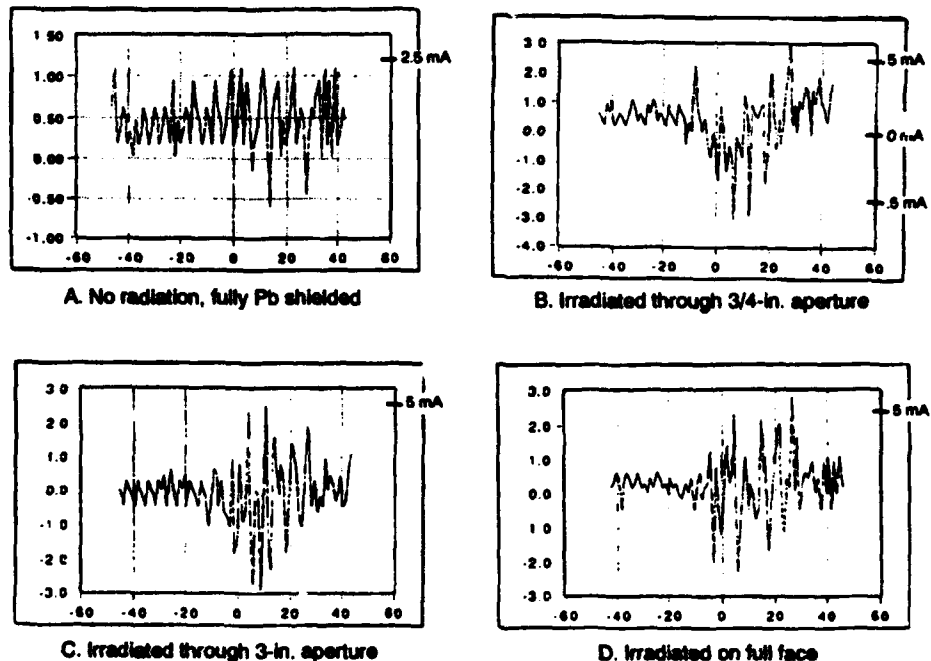 1 50
2.5 mA
1.00
0.50
0.00
-0.50
-1.00
-60 -40 -20 0 20 40 60
A. No radiation, fully Pb shielded
3.0
5 mA
2.0
1.0
0.0
0 mA
-1.0
-2.0
.5 mA
-3.0
-4.0
-60 -40 -20 0 20 40 60
B. Irradiated through 3/4-in. aperture
3 0
5 mA
2 0
1.0
0.0
-1.0
-2 0
-3.0
-60 -40 -20 0 20 40 60
C. Irradiated through 3-in. aperture
3.0
5 mA
2.0
1.0
0.0
1.0
2.0
-3.0
-60 -40 -20 0 20 40 60
D. Irradiated on full face